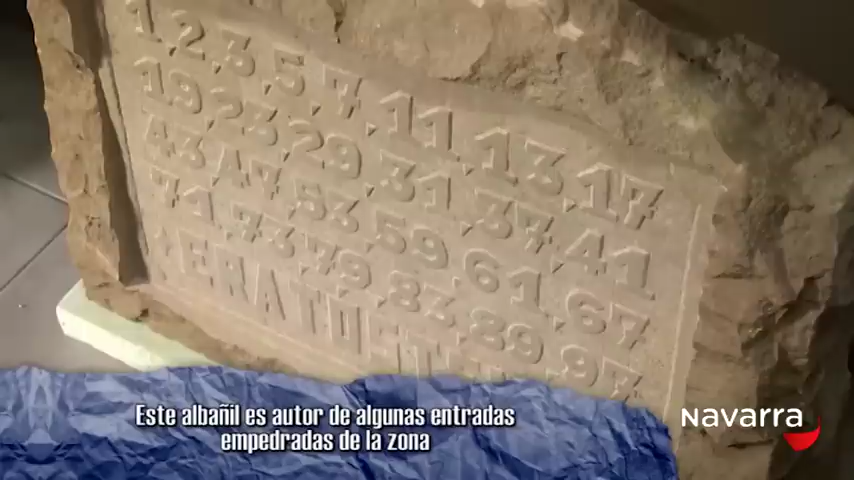 1,2,3,5,7,11,13,17
19,23,29,31,37,41
43,47,53,59,61,67
71,73,79,83,89,97
Este albañil es autor de algunas entradas
empedradas de la zona
Navarra